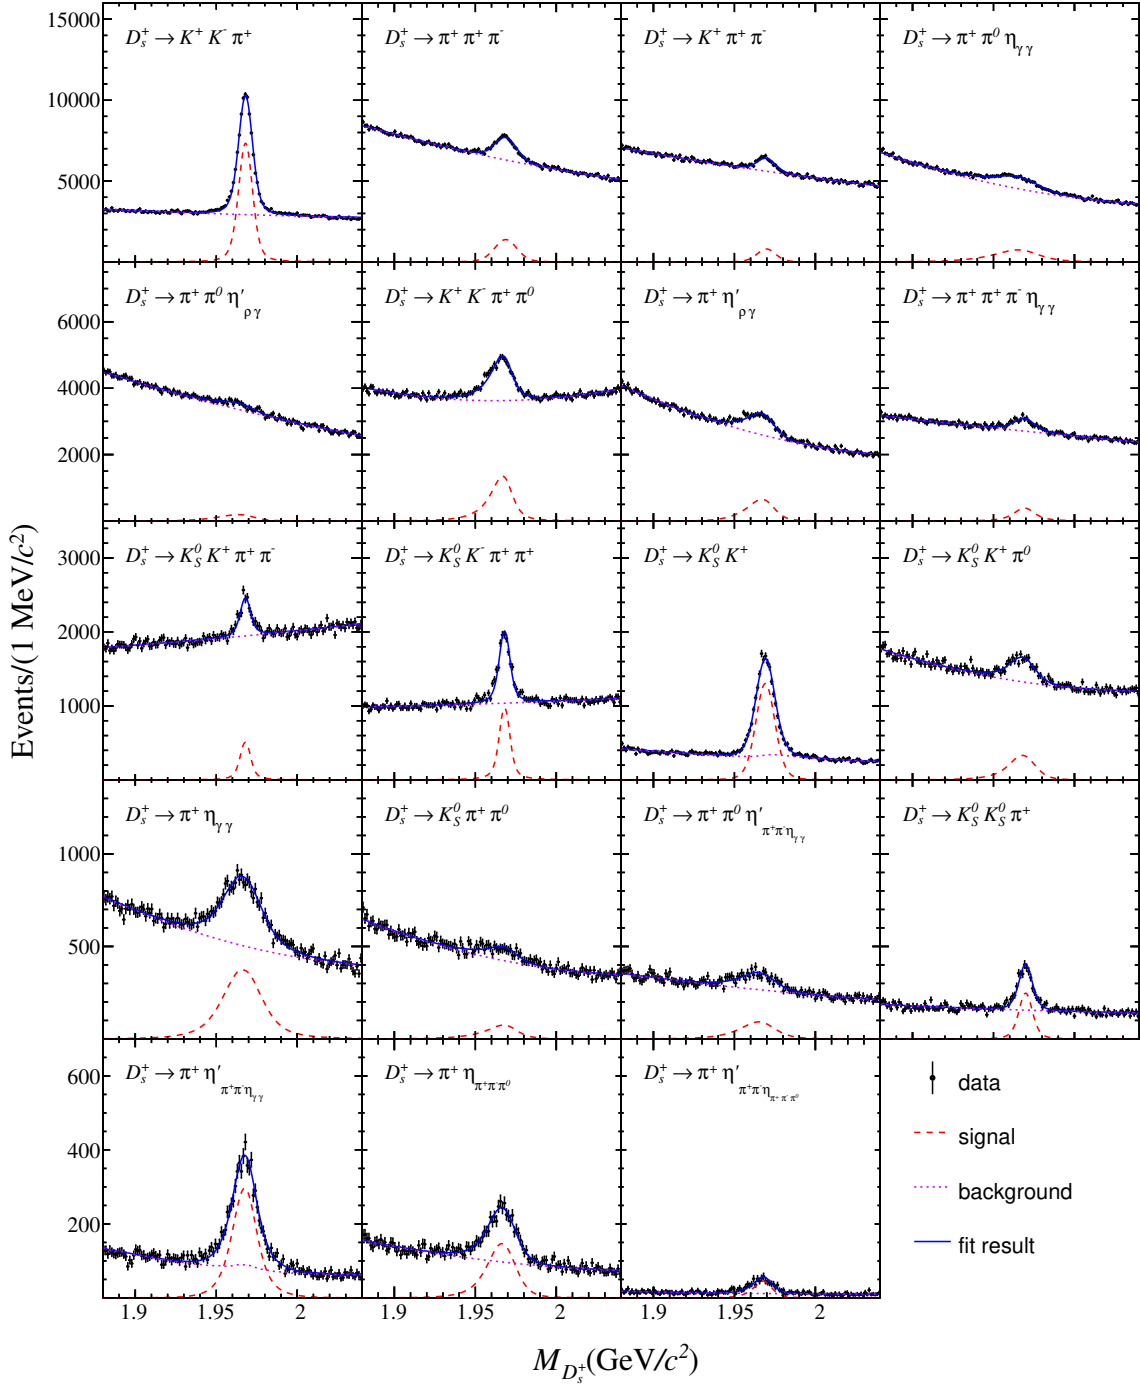 15000
10000
5000
D_s^+ → K^+ K^- π^+
D_s^+ → π^+ π^+ π^-
D_s^+ → K^+ π^+ π^-
D_s^+ → π^+ π^0 η_γγ
6000
4000
2000
D_s^+ → π^+ π^0 η′_ργ
D_s^+ → K^+ K^- π^+ π^0
D_s^+ → π^+ η′_ργ
D_s^+ → π^+ π^+ π^- η_γγ
3000
2000
1000
D_s^+ → K_S^0 K^+ π^+ π^-
D_s^+ → K_S^0 K^- π^+ π^+
D_s^+ → K_S^0 K^+
D_s^+ → K_S^0 K^+ π^0
1000
500
D_s^+ → π^+ η_γγ
D_s^+ → K_S^0 π^+ π^0
D_s^+ → π^+ π^0 η′_π^+π^-η_γγ
D_s^+ → K_S^0 K_S^0 π^+
600
400
200
D_s^+ → π^+ η′_π^+π^-η_γγ
D_s^+ → π^+ η_π^+π^-π^0
D_s^+ → π^+ η′_π^+π^-η_π^+π^-π^0
data
signal
background
fit result
1.9 1.95 2
1.9 1.95 2
1.9 1.95 2
Events/(1 MeV/c^2)
M_D_s^+(GeV/c^2)